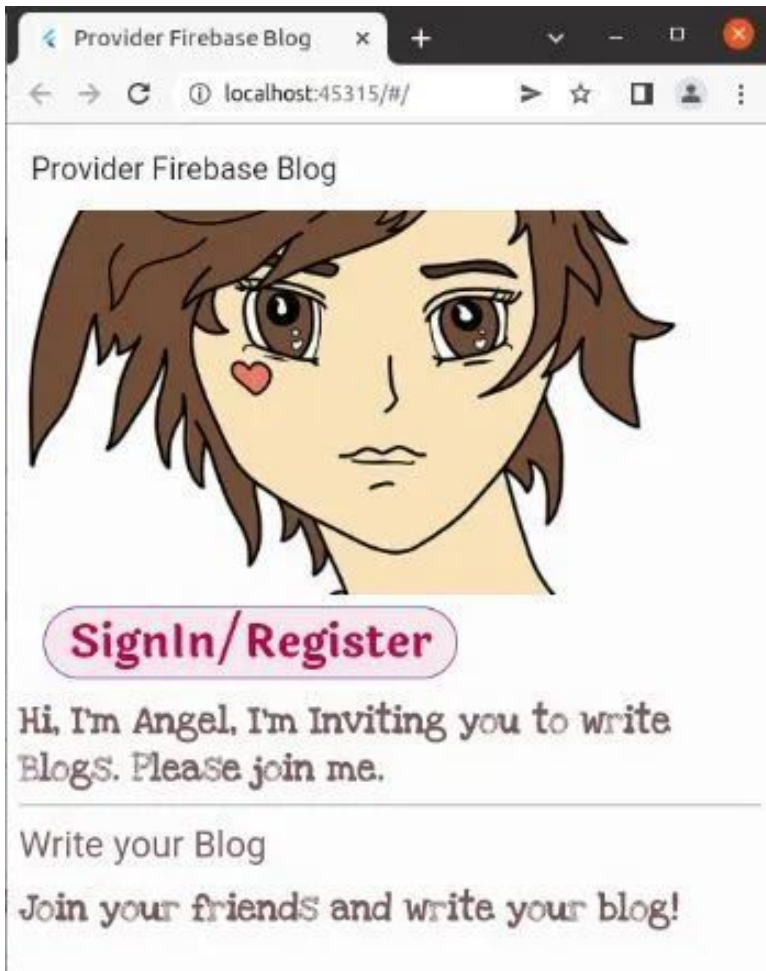 Provider Firebase Blog
localhost:45315/#/
Provider Firebase Blog
SignIn/Register
Hi, I'm Angel, I'm Inviting you to write
Blogs. Please join me.
Write your Blog
Join your friends and write your blog!